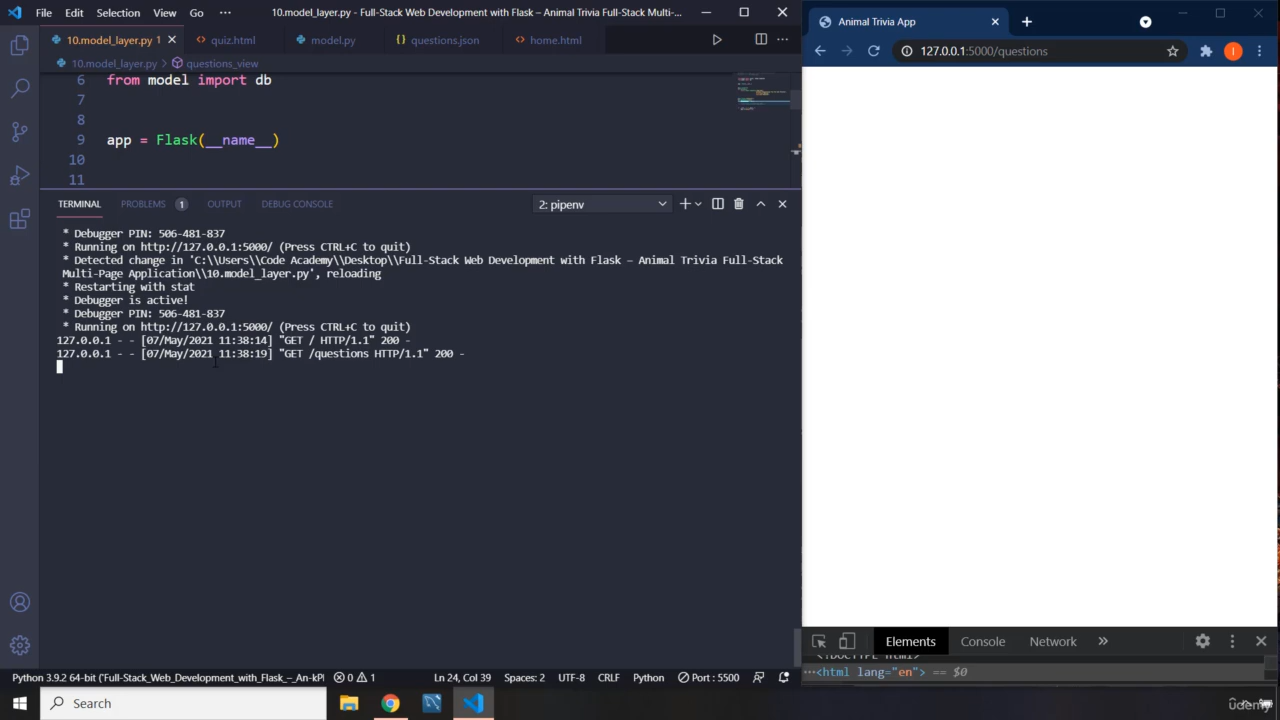 File Edit Selection View Go ··· 10.model_layer.py - Full-Stack Web Development with Flask – Animal Trivia Full-Stack Multi-...
10.model_layer.py 1 quiz.html model.py questions.json home.html
10.model_layer.py > questions_view
6 from model import db
7
8
9 app = Flask(__name__)
10
11
TERMINAL PROBLEMS 1 OUTPUT DEBUG CONSOLE 2: pipenv
* Debugger PIN: 506-481-837
* Running on http://127.0.0.1:5000/ (Press CTRL+C to quit)
* Detected change in 'C:\\Users\\Code Academy\\Desktop\\Full-Stack Web Development with Flask – Animal Trivia Full-Stack
Multi-Page Application\\10.model_layer.py', reloading
* Restarting with stat
* Debugger is active!
* Debugger PIN: 506-481-837
* Running on http://127.0.0.1:5000/ (Press CTRL+C to quit)
127.0.0.1 - - [07/May/2021 11:38:14] "GET / HTTP/1.1" 200 -
127.0.0.1 - - [07/May/2021 11:38:19] "GET /questions HTTP/1.1" 200 -
Python 3.9.2 64-bit (Full-Stack_Web_Development_with_Flask_–_An-kPl 0 1 Ln 24, Col 39 Spaces: 2 UTF-8 CRLF Python Port : 5500
Search
Animal Trivia App
127.0.0.1:5000/questions
i
Elements Console Network »
<!DOCTYPE html>
···<html lang="en"> == $0
udemy